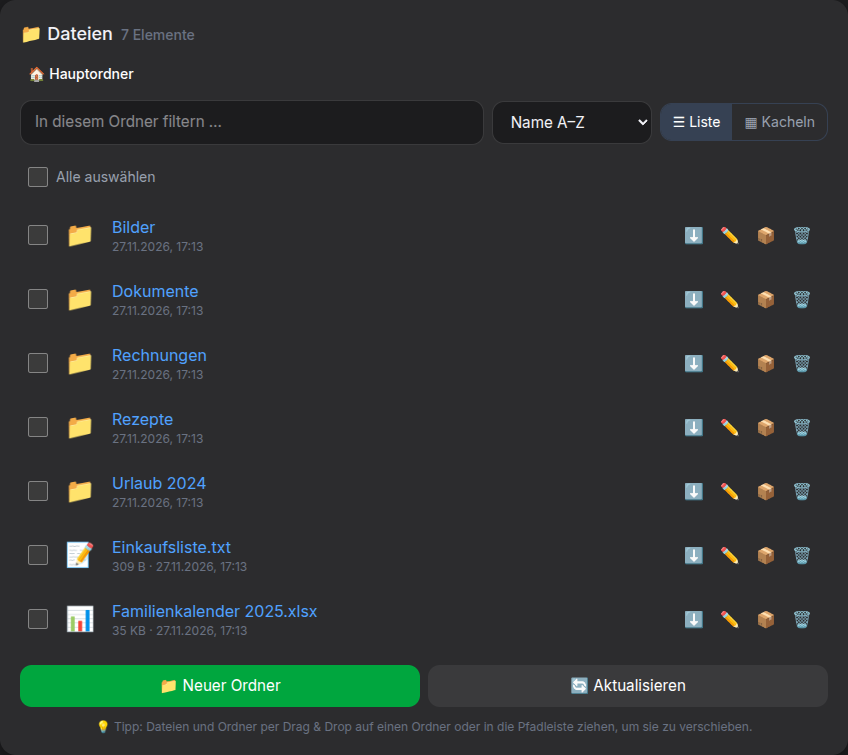 Dateien 7 Elemente
Hauptordner
In diesem Ordner filtern ...
Name A–Z
Liste
Kacheln
Alle auswählen
Bilder
27.11.2026, 17:13
Dokumente
27.11.2026, 17:13
Rechnungen
27.11.2026, 17:13
Rezepte
27.11.2026, 17:13
Urlaub 2024
27.11.2026, 17:13
Einkaufsliste.txt
309 B · 27.11.2026, 17:13
Familienkalender 2025.xlsx
35 KB · 27.11.2026, 17:13
Neuer Ordner
Aktualisieren
Tipp: Dateien und Ordner per Drag & Drop auf einen Ordner oder in die Pfadleiste ziehen, um sie zu verschieben.